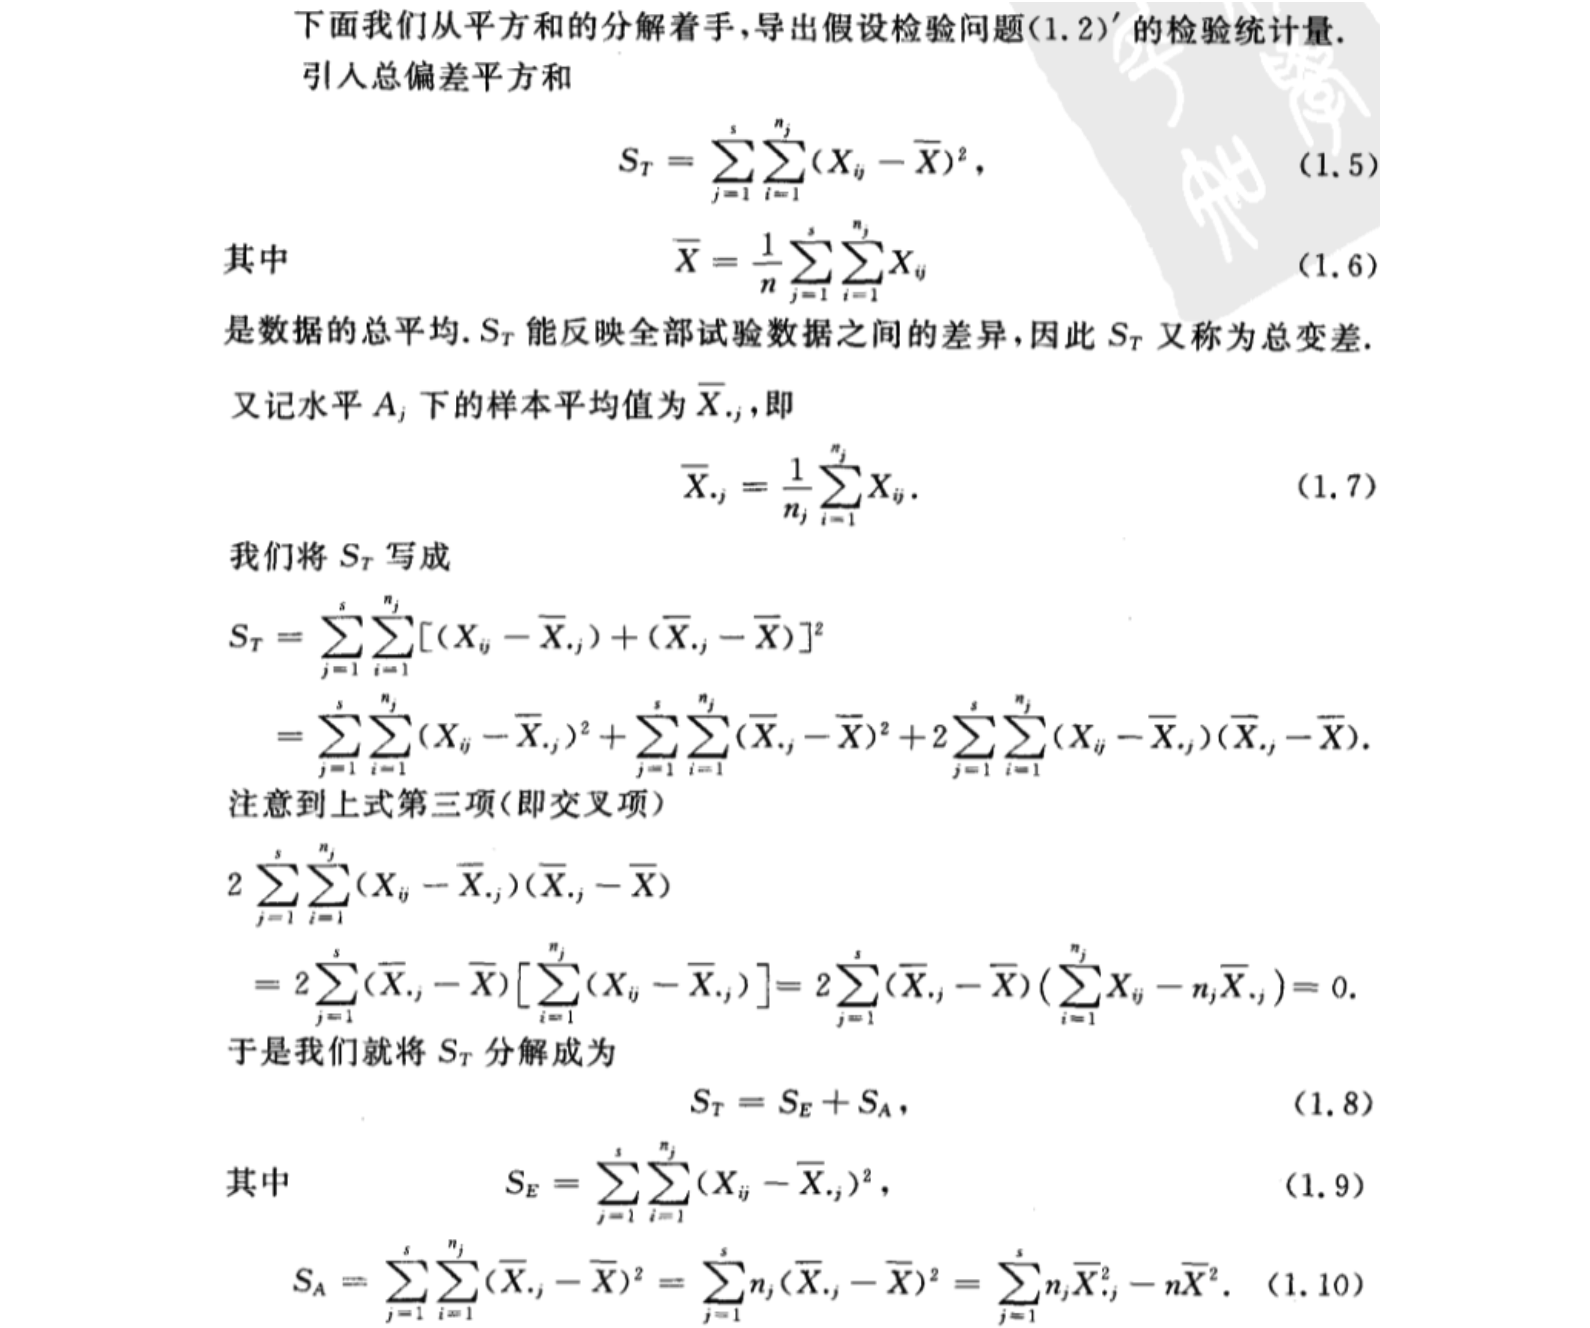 下面我们从平方和的分解着手,导出假设检验问题(1.2)′的检验统计量.
引入总偏差平方和
$S_T = \sum_{j=1}^{s}\sum_{i=1}^{n_j}(X_{ij} - \overline{X})^2,$ (1.5)
其中 $\overline{X} = \frac{1}{n}\sum_{j=1}^{s}\sum_{i=1}^{n_j}X_{ij}$ (1.6)
是数据的总平均. $S_T$ 能反映全部试验数据之间的差异,因此 $S_T$ 又称为总变差.
又记水平 $A_j$ 下的样本平均值为 $\overline{X}_{\cdot j}$,即
$\overline{X}_{\cdot j} = \frac{1}{n_j}\sum_{i=1}^{n_j}X_{ij}.$ (1.7)
我们将 $S_T$ 写成
$S_T = \sum_{j=1}^{s}\sum_{i=1}^{n_j}[(X_{ij} - \overline{X}_{\cdot j}) + (\overline{X}_{\cdot j} - \overline{X})]^2$
$= \sum_{j=1}^{s}\sum_{i=1}^{n_j}(X_{ij} - \overline{X}_{\cdot j})^2 + \sum_{j=1}^{s}\sum_{i=1}^{n_j}(\overline{X}_{\cdot j} - \overline{X})^2 + 2\sum_{j=1}^{s}\sum_{i=1}^{n_j}(X_{ij} - \overline{X}_{\cdot j})(\overline{X}_{\cdot j} - \overline{X}).$
注意到上式第三项(即交叉项)
$2\sum_{j=1}^{s}\sum_{i=1}^{n_j}(X_{ij} - \overline{X}_{\cdot j})(\overline{X}_{\cdot j} - \overline{X})$
$= 2\sum_{j=1}^{s}(\overline{X}_{\cdot j} - \overline{X})[\sum_{i=1}^{n_j}(X_{ij} - \overline{X}_{\cdot j})] = 2\sum_{j=1}^{s}(\overline{X}_{\cdot j} - \overline{X})(\sum_{i=1}^{n_j}X_{ij} - n_j\overline{X}_{\cdot j}) = 0.$
于是我们就将 $S_T$ 分解成为
$S_T = S_E + S_A,$ (1.8)
其中 $S_E = \sum_{j=1}^{s}\sum_{i=1}^{n_j}(X_{ij} - \overline{X}_{\cdot j})^2,$ (1.9)
$S_A = \sum_{j=1}^{s}\sum_{i=1}^{n_j}(\overline{X}_{\cdot j} - \overline{X})^2 = \sum_{j=1}^{s}n_j(\overline{X}_{\cdot j} - \overline{X})^2 = \sum_{j=1}^{s}n_j\overline{X}_{\cdot j}^2 - n\overline{X}^2.$ (1.10)